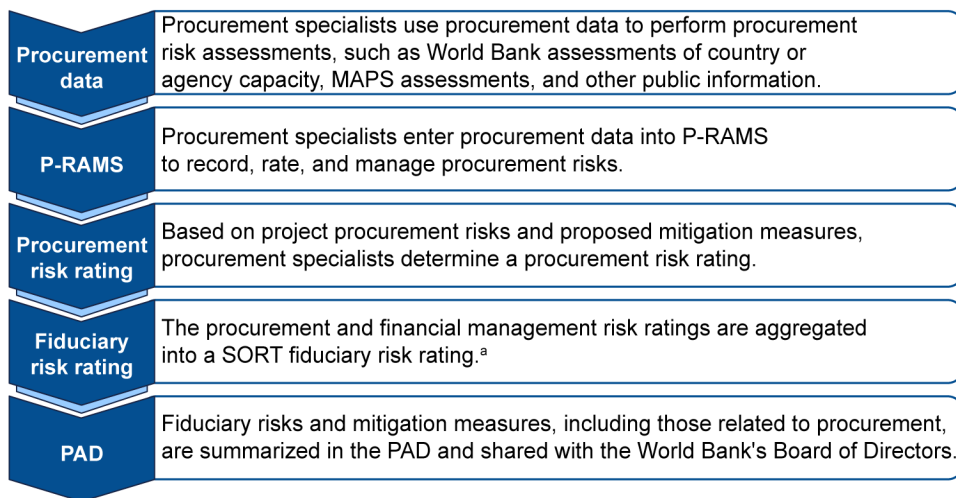 Procurement
data
Procurement specialists use procurement data to perform procurement
risk assessments, such as World Bank assessments of country or
agency capacity, MAPS assessments, and other public information.
P-RAMS
Procurement specialists enter procurement data into P-RAMS
to record, rate, and manage procurement risks.
Procurement
risk rating
Based on project procurement risks and proposed mitigation measures,
procurement specialists determine a procurement risk rating.
Fiduciary
risk rating
The procurement and financial management risk ratings are aggregated
into a SORT fiduciary risk rating.ᵃ
PAD
Fiduciary risks and mitigation measures, including those related to procurement,
are summarized in the PAD and shared with the World Bank's Board of Directors.